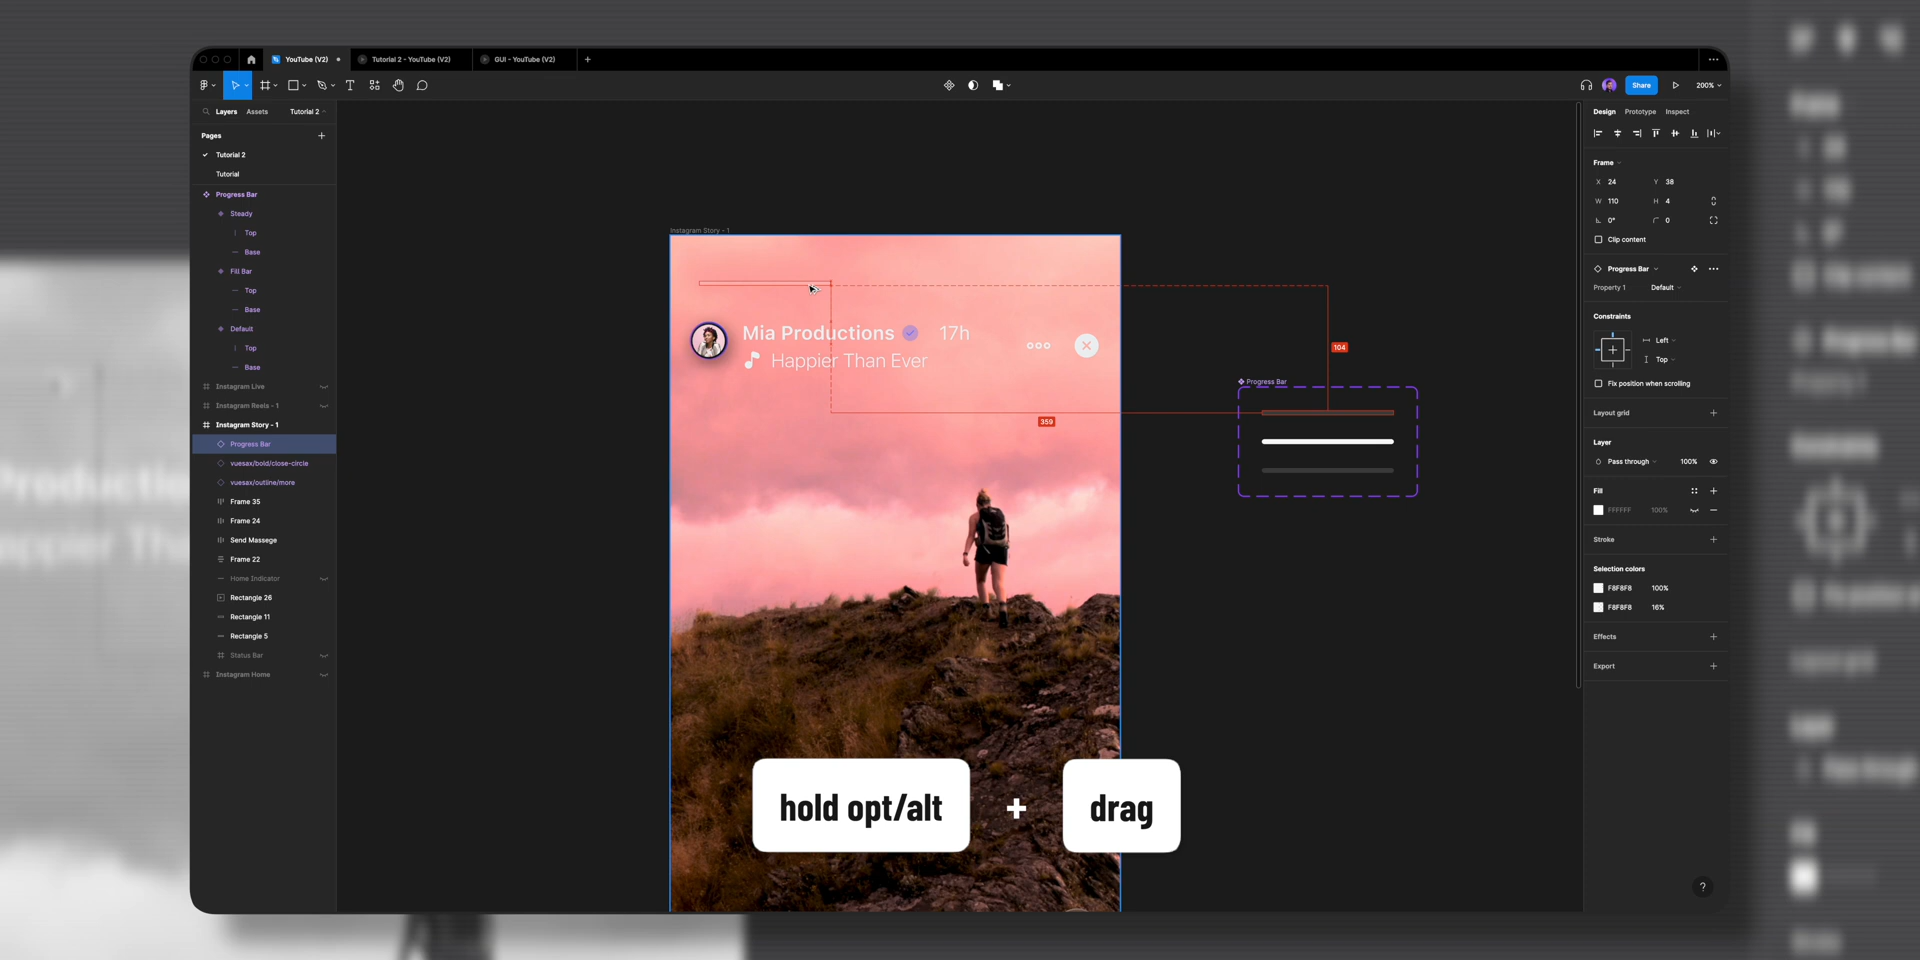 YouTube (V2)
Tutorial 2 - YouTube (V2)
GUI - YouTube (V2)
Share
200%
Layers
Assets
Tutorial 2
Pages
Tutorial 2
Tutorial
Progress Bar
Steady
Top
Base
Fill Bar
Top
Base
Default
Top
Base
Instagram Live
Instagram Reels - 1
Instagram Story - 1
Progress Bar
vuesax/bold/close-circle
vuesax/outline/more
Frame 35
Frame 24
Send Massege
Frame 22
Home Indicator
Rectangle 26
Rectangle 11
Rectangle 5
Status Bar
Instagram Home
Instagram Story - 1
Mia Productions
17h
Happier Than Ever
104
359
Progress Bar
hold opt/alt
+
drag
Design
Prototype
Inspect
Frame
X 24
Y 38
W 110
H 4
0°
0
Clip content
Progress Bar
Property 1
Default
Constraints
Left
Top
Fix position when scrolling
Layout grid
Layer
Pass through
100%
Fill
FFFFFF
100%
Stroke
Selection colors
F8F8F8
100%
F8F8F8
16%
Effects
Export
?